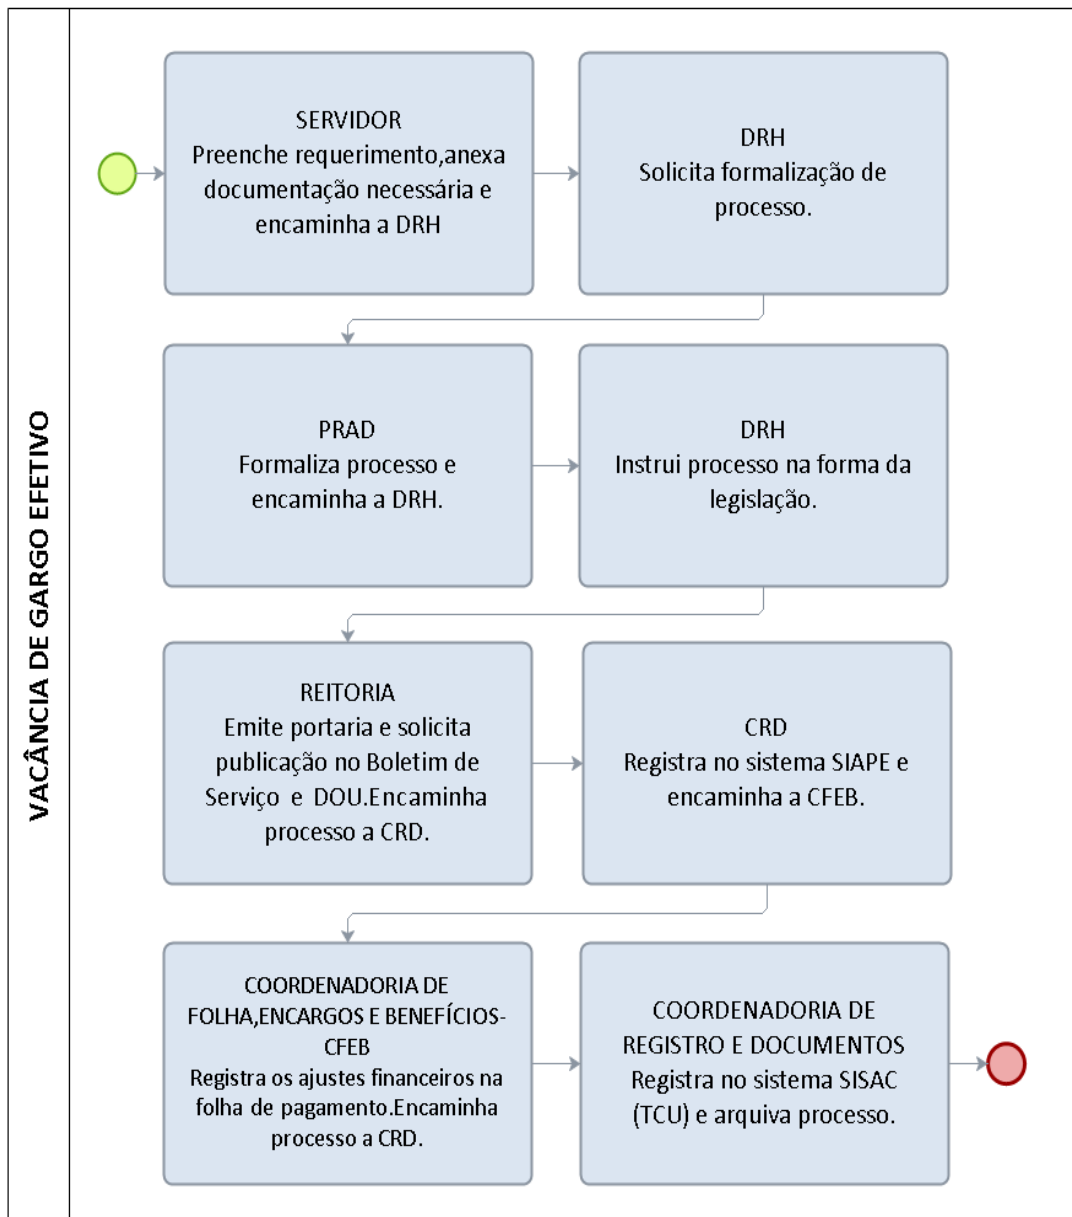 VACÂNCIA DE GARGO EFETIVO
SERVIDOR
Preenche requerimento,anexa
documentação necessária e
encaminha a DRH
DRH
Solicita formalização de
processo.
PRAD
Formaliza processo e
encaminha a DRH.
DRH
Instrui processo na forma da
legislação.
REITORIA
Emite portaria e solicita
publicação no Boletim de
Serviço e DOU.Encaminha
processo a CRD.
CRD
Registra no sistema SIAPE e
encaminha a CFEB.
COORDENADORIA DE
FOLHA,ENCARGOS E BENEFÍCIOS-
CFEB
Registra os ajustes financeiros na
folha de pagamento.Encaminha
processo a CRD.
COORDENADORIA DE
REGISTRO E DOCUMENTOS
Registra no sistema SISAC
(TCU) e arquiva processo.